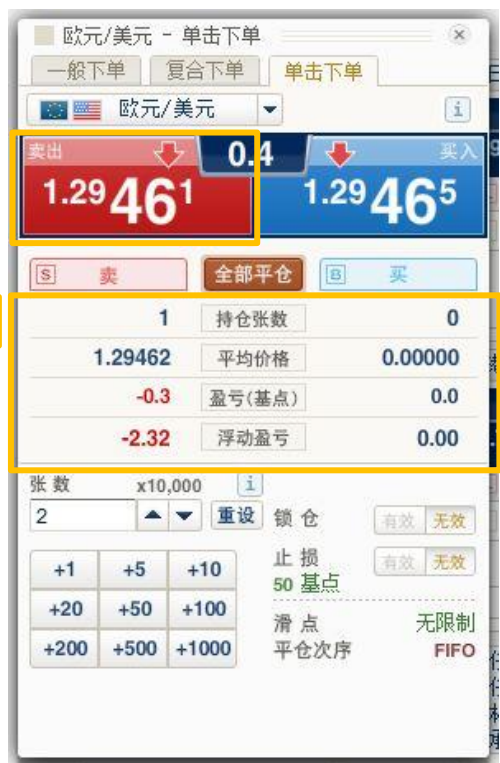 欧元/美元 - 单击下单
一般下单 复合下单 单击下单
欧元/美元 i
卖出 0.4 买入
1.29461 1.29465
S 卖 全部平仓 B 买
1 持仓张数 0
1.29462 平均价格 0.00000
-0.3 盈亏(基点) 0.0
-2.32 浮动盈亏 0.00
张 数 x10,000 i
2 重设 锁 仓 有效 无效
+1 +5 +10 止 损 有效 无效
50 基点
+20 +50 +100 滑 点 无限制
+200 +500 +1000 平仓次序 FIFO